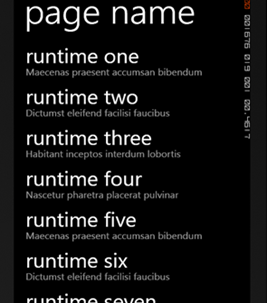 page name
runtime one
Maecenas praesent accumsan bibendum
runtime two
Dictumst eleifend facilisi faucibus
runtime three
Habitant inceptos interdum lobortis
runtime four
Nascetur pharetra placerat pulvinar
runtime five
Maecenas praesent accumsan bibendum
runtime six
Dictumst eleifend facilisi faucibus
runtime seven